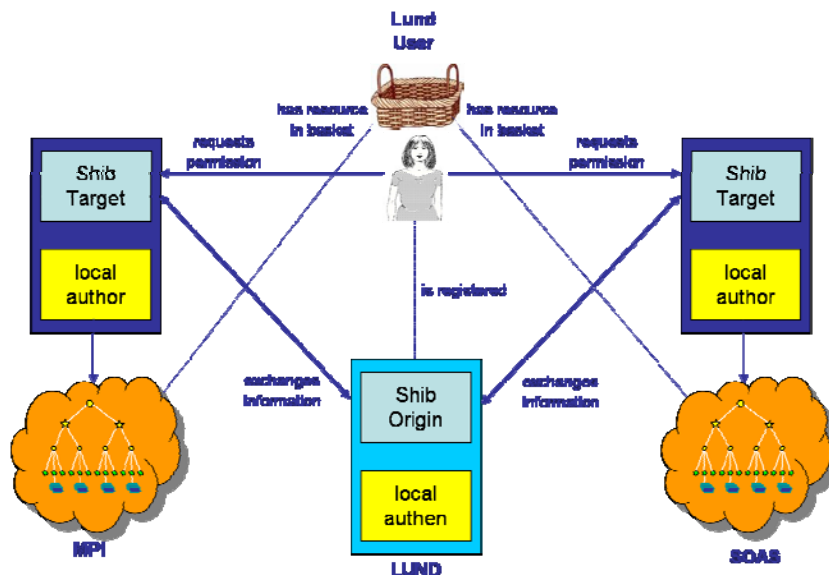 Lund
User
has resource
in basket
has resource
in basket
requests
permission
requests
permission
Shib
Target
Shib
Target
local
author
local
author
is registered
exchanges
information
exchanges
information
Shib
Origin
local
authen
MPI
LUND
SOAS